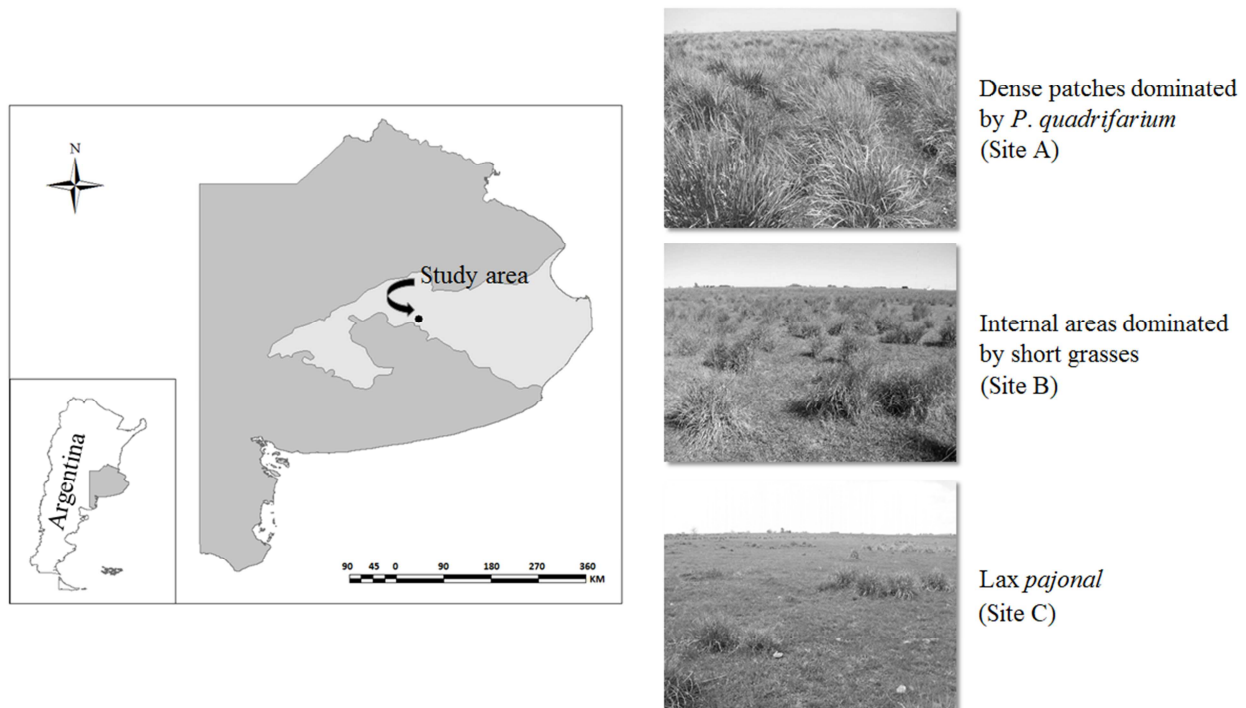 N
Study area
Argentina
90 45 0 90 180 270 360
KM
Dense patches dominated
by P. quadrifarium
(Site A)
Internal areas dominated
by short grasses
(Site B)
Lax pajonal
(Site C)